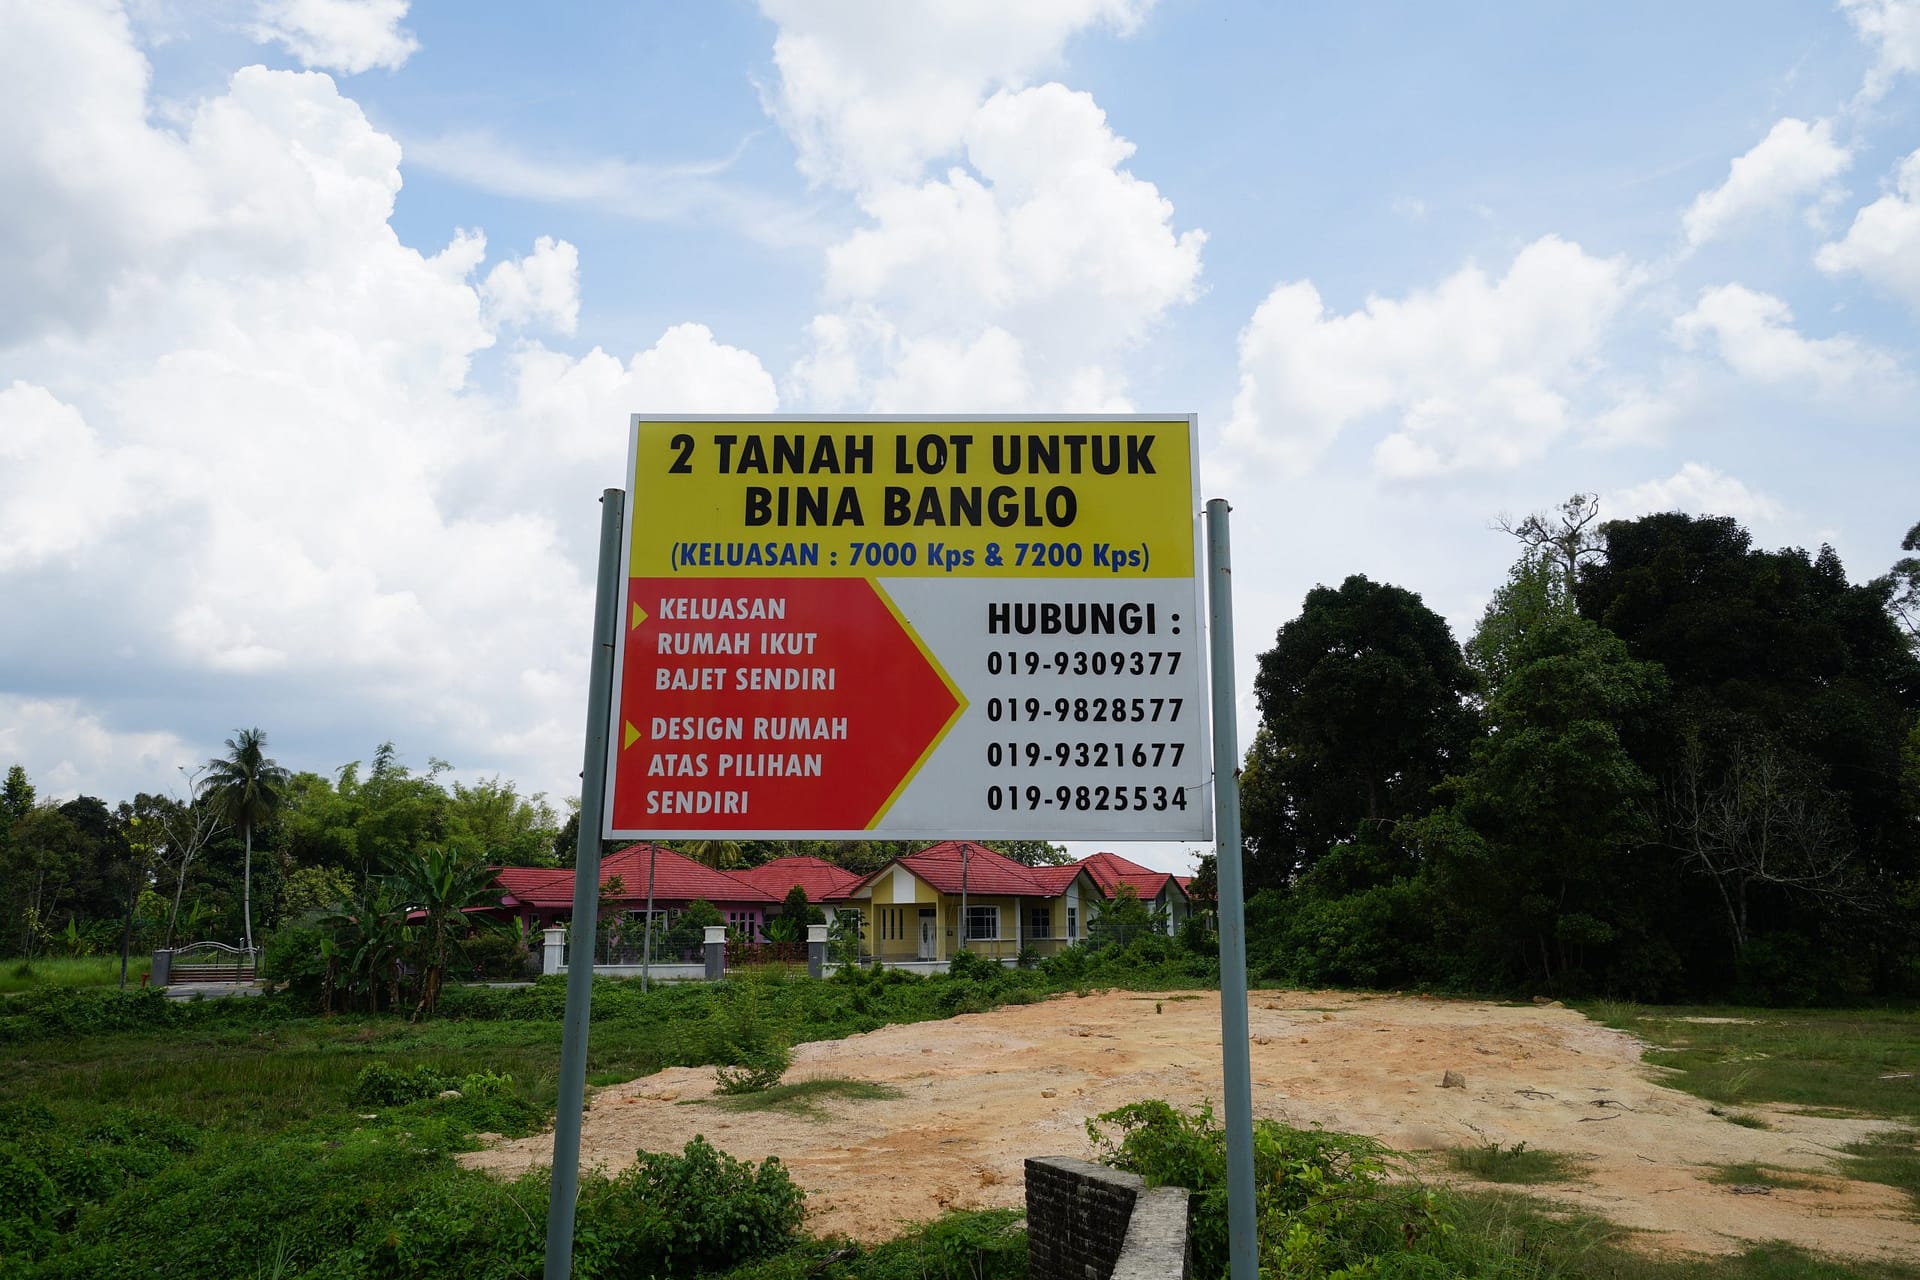 2 TANAH LOT UNTUK
BINA BANGLO
(KELUASAN : 7000 Kps & 7200 Kps)
KELUASAN
RUMAH IKUT
BAJET SENDIRI
DESIGN RUMAH
ATAS PILIHAN
SENDIRI
HUBUNGI :
019-9309377
019-9828577
019-9321677
019-9825534